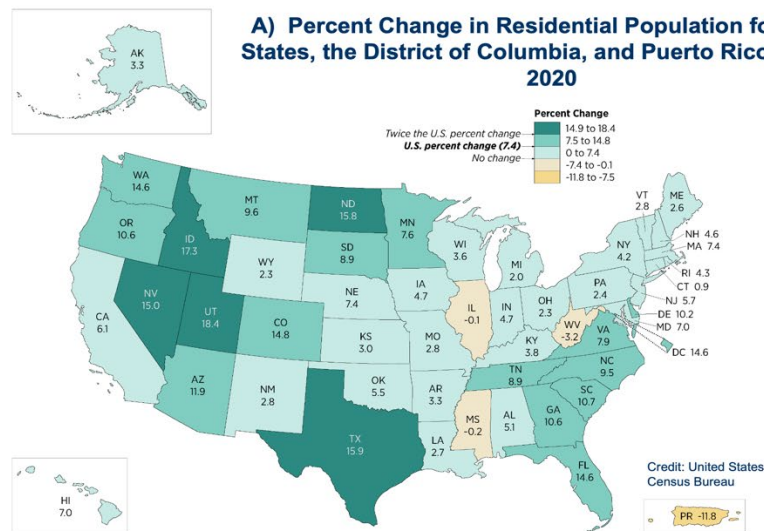 A) Percent Change in Residential Population fo
States, the District of Columbia, and Puerto Rico
2020
AK
3.3
Percent Change
Twice the U.S. percent change
14.9 to 18.4
U.S. percent change (7.4)
7.5 to 14.8
No change
0 to 7.4
-7.4 to -0.1
-11.8 to -7.5
WA
14.6
OR
10.6
CA
6.1
NV
15.0
ID
17.3
MT
9.6
WY
2.3
UT
18.4
AZ
11.9
CO
14.8
NM
2.8
ND
15.8
SD
8.9
NE
7.4
KS
3.0
OK
5.5
TX
15.9
MN
7.6
IA
4.7
MO
2.8
AR
3.3
LA
2.7
WI
3.6
IL
-0.1
MS
-0.2
MI
2.0
IN
4.7
OH
2.3
KY
3.8
TN
8.9
AL
5.1
GA
10.6
FL
14.6
SC
10.7
NC
9.5
VA
7.9
WV
-3.2
PA
2.4
NY
4.2
VT
2.8
ME
2.6
NH 4.6
MA 7.4
RI 4.3
CT 0.9
NJ 5.7
DE 10.2
MD 7.0
DC 14.6
HI
7.0
Credit: United States
Census Bureau
PR -11.8